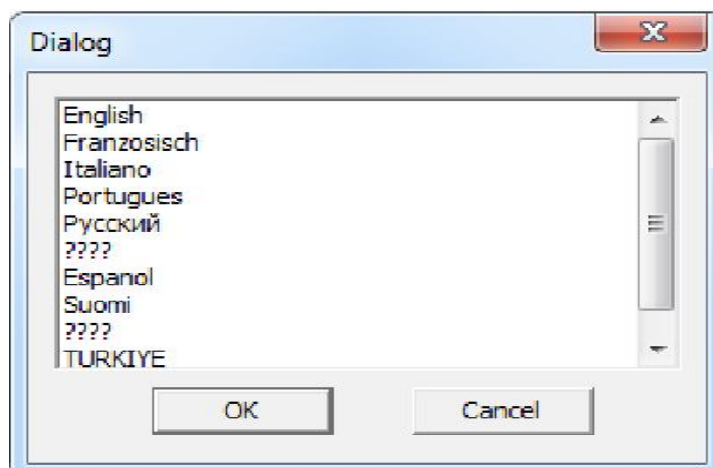 Dialog
English
Franzosisch
Italiano
Portugues
Русский
????
Espanol
Suomi
????
TURKIYE
OK
Cancel